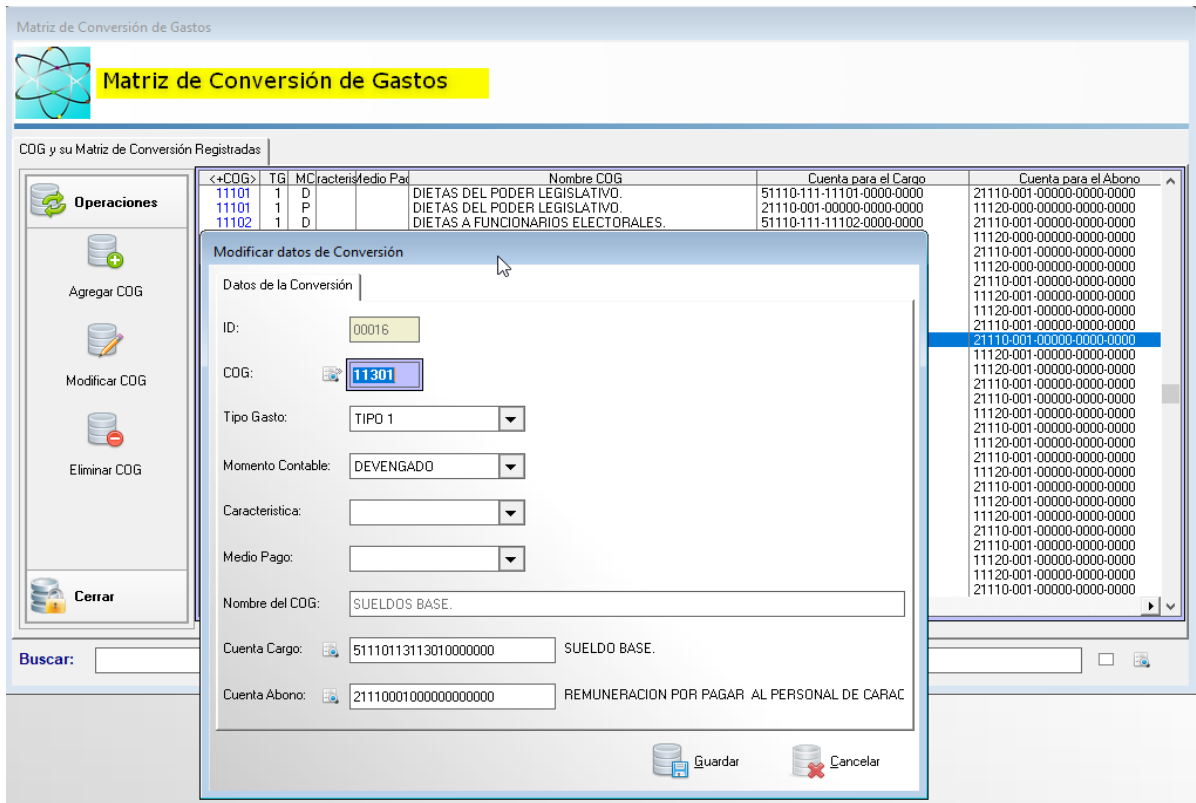 Matriz de Conversión de Gastos
Matriz de Conversión de Gastos
COG y su Matriz de Conversión Registradas
Operaciones
Agregar COG
Modificar COG
Eliminar COG
Cerrar
<+COG> TG MC racteris Medio Pag Nombre COG Cuenta para el Cargo Cuenta para el Abono
11101 1 D DIETAS DEL PODER LEGISLATIVO. 51110-111-11101-0000-0000 21110-001-00000-0000-0000
11101 1 P DIETAS DEL PODER LEGISLATIVO. 21110-001-00000-0000-0000 11120-000-00000-0000-0000
11102 1 D DIETAS A FUNCIONARIOS ELECTORALES. 51110-111-11102-0000-0000 21110-001-00000-0000-0000
11120-000-00000-0000-0000
21110-001-00000-0000-0000
11120-000-00000-0000-0000
21110-001-00000-0000-0000
11120-001-00000-0000-0000
11120-001-00000-0000-0000
21110-001-00000-0000-0000
21110-001-00000-0000-0000
11120-001-00000-0000-0000
11120-001-00000-0000-0000
21110-001-00000-0000-0000
21110-001-00000-0000-0000
11120-001-00000-0000-0000
21110-001-00000-0000-0000
11120-001-00000-0000-0000
21110-001-00000-0000-0000
11120-001-00000-0000-0000
21110-001-00000-0000-0000
11120-001-00000-0000-0000
11120-001-00000-0000-0000
21110-001-00000-0000-0000
21110-001-00000-0000-0000
11120-001-00000-0000-0000
11120-001-00000-0000-0000
21110-001-00000-0000-0000
Modificar datos de Conversión
Datos de la Conversión
ID: 00016
COG: 11301
Tipo Gasto: TIPO 1
Momento Contable: DEVENGADO
Caracteristica:
Medio Pago:
Nombre del COG: SUELDOS BASE.
Cuenta Cargo: 51110113113010000000 SUELDO BASE.
Cuenta Abono: 211100010000000000000 REMUNERACION POR PAGAR AL PERSONAL DE CARAC
Guardar Cancelar
Buscar: